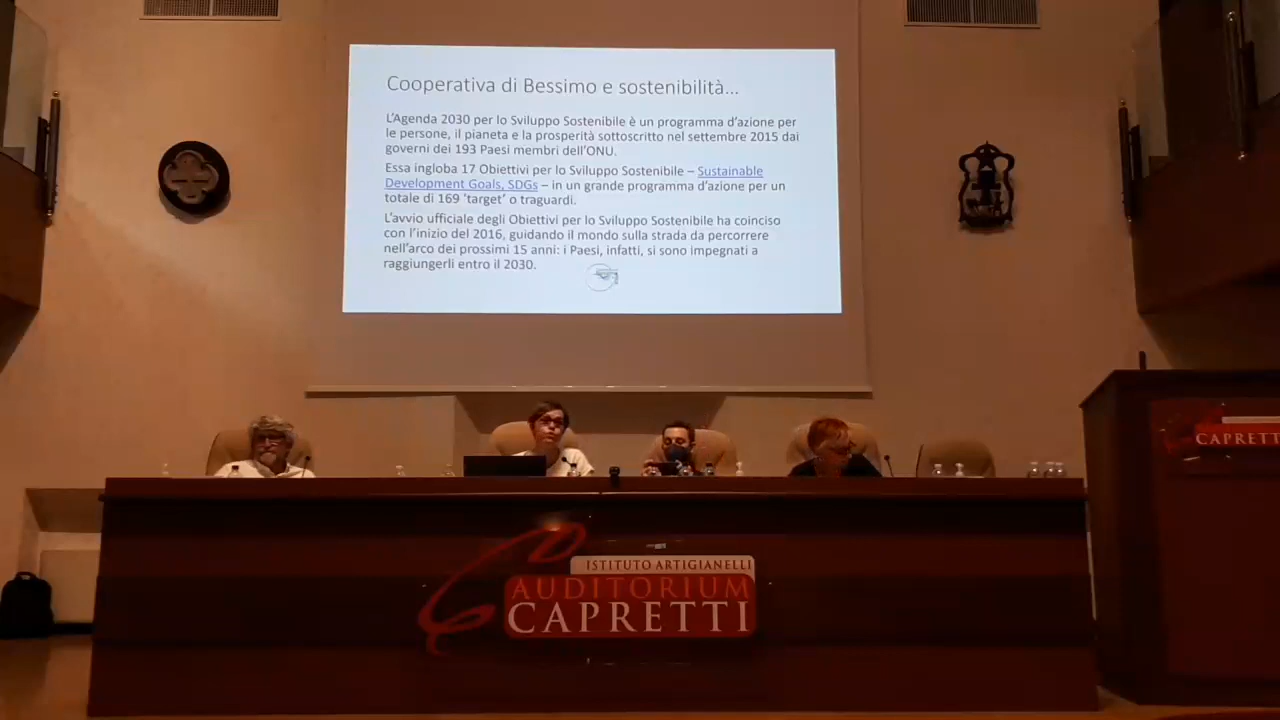 Cooperativa di Bessimo e sostenibilità...
L'Agenda 2030 per lo Sviluppo Sostenibile è un programma d'azione per
le persone, il pianeta e la prosperità sottoscritto nel settembre 2015 dai
governi dei 193 Paesi membri dell'ONU.
Essa ingloba 17 Obiettivi per lo Sviluppo Sostenibile – Sustainable
Development Goals, SDGs – in un grande programma d'azione per un
totale di 169 'target' o traguardi.
L'avvio ufficiale degli Obiettivi per lo Sviluppo Sostenibile ha coinciso
con l'inizio del 2016, guidando il mondo sulla strada da percorrere
nell'arco dei prossimi 15 anni: i Paesi, infatti, si sono impegnati a
raggiungerli entro il 2030.
CAPRETTI
ISTITUTO ARTIGIANELLI
AUDITORIUM
CAPRETTI